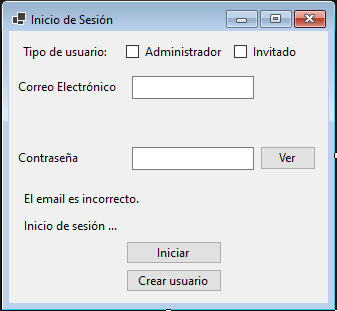 Inicio de Sesión
Tipo de usuario: Administrador Invitado
Correo Electrónico
Contraseña Ver
El email es incorrecto.
Inicio de sesión ...
Iniciar
Crear usuario